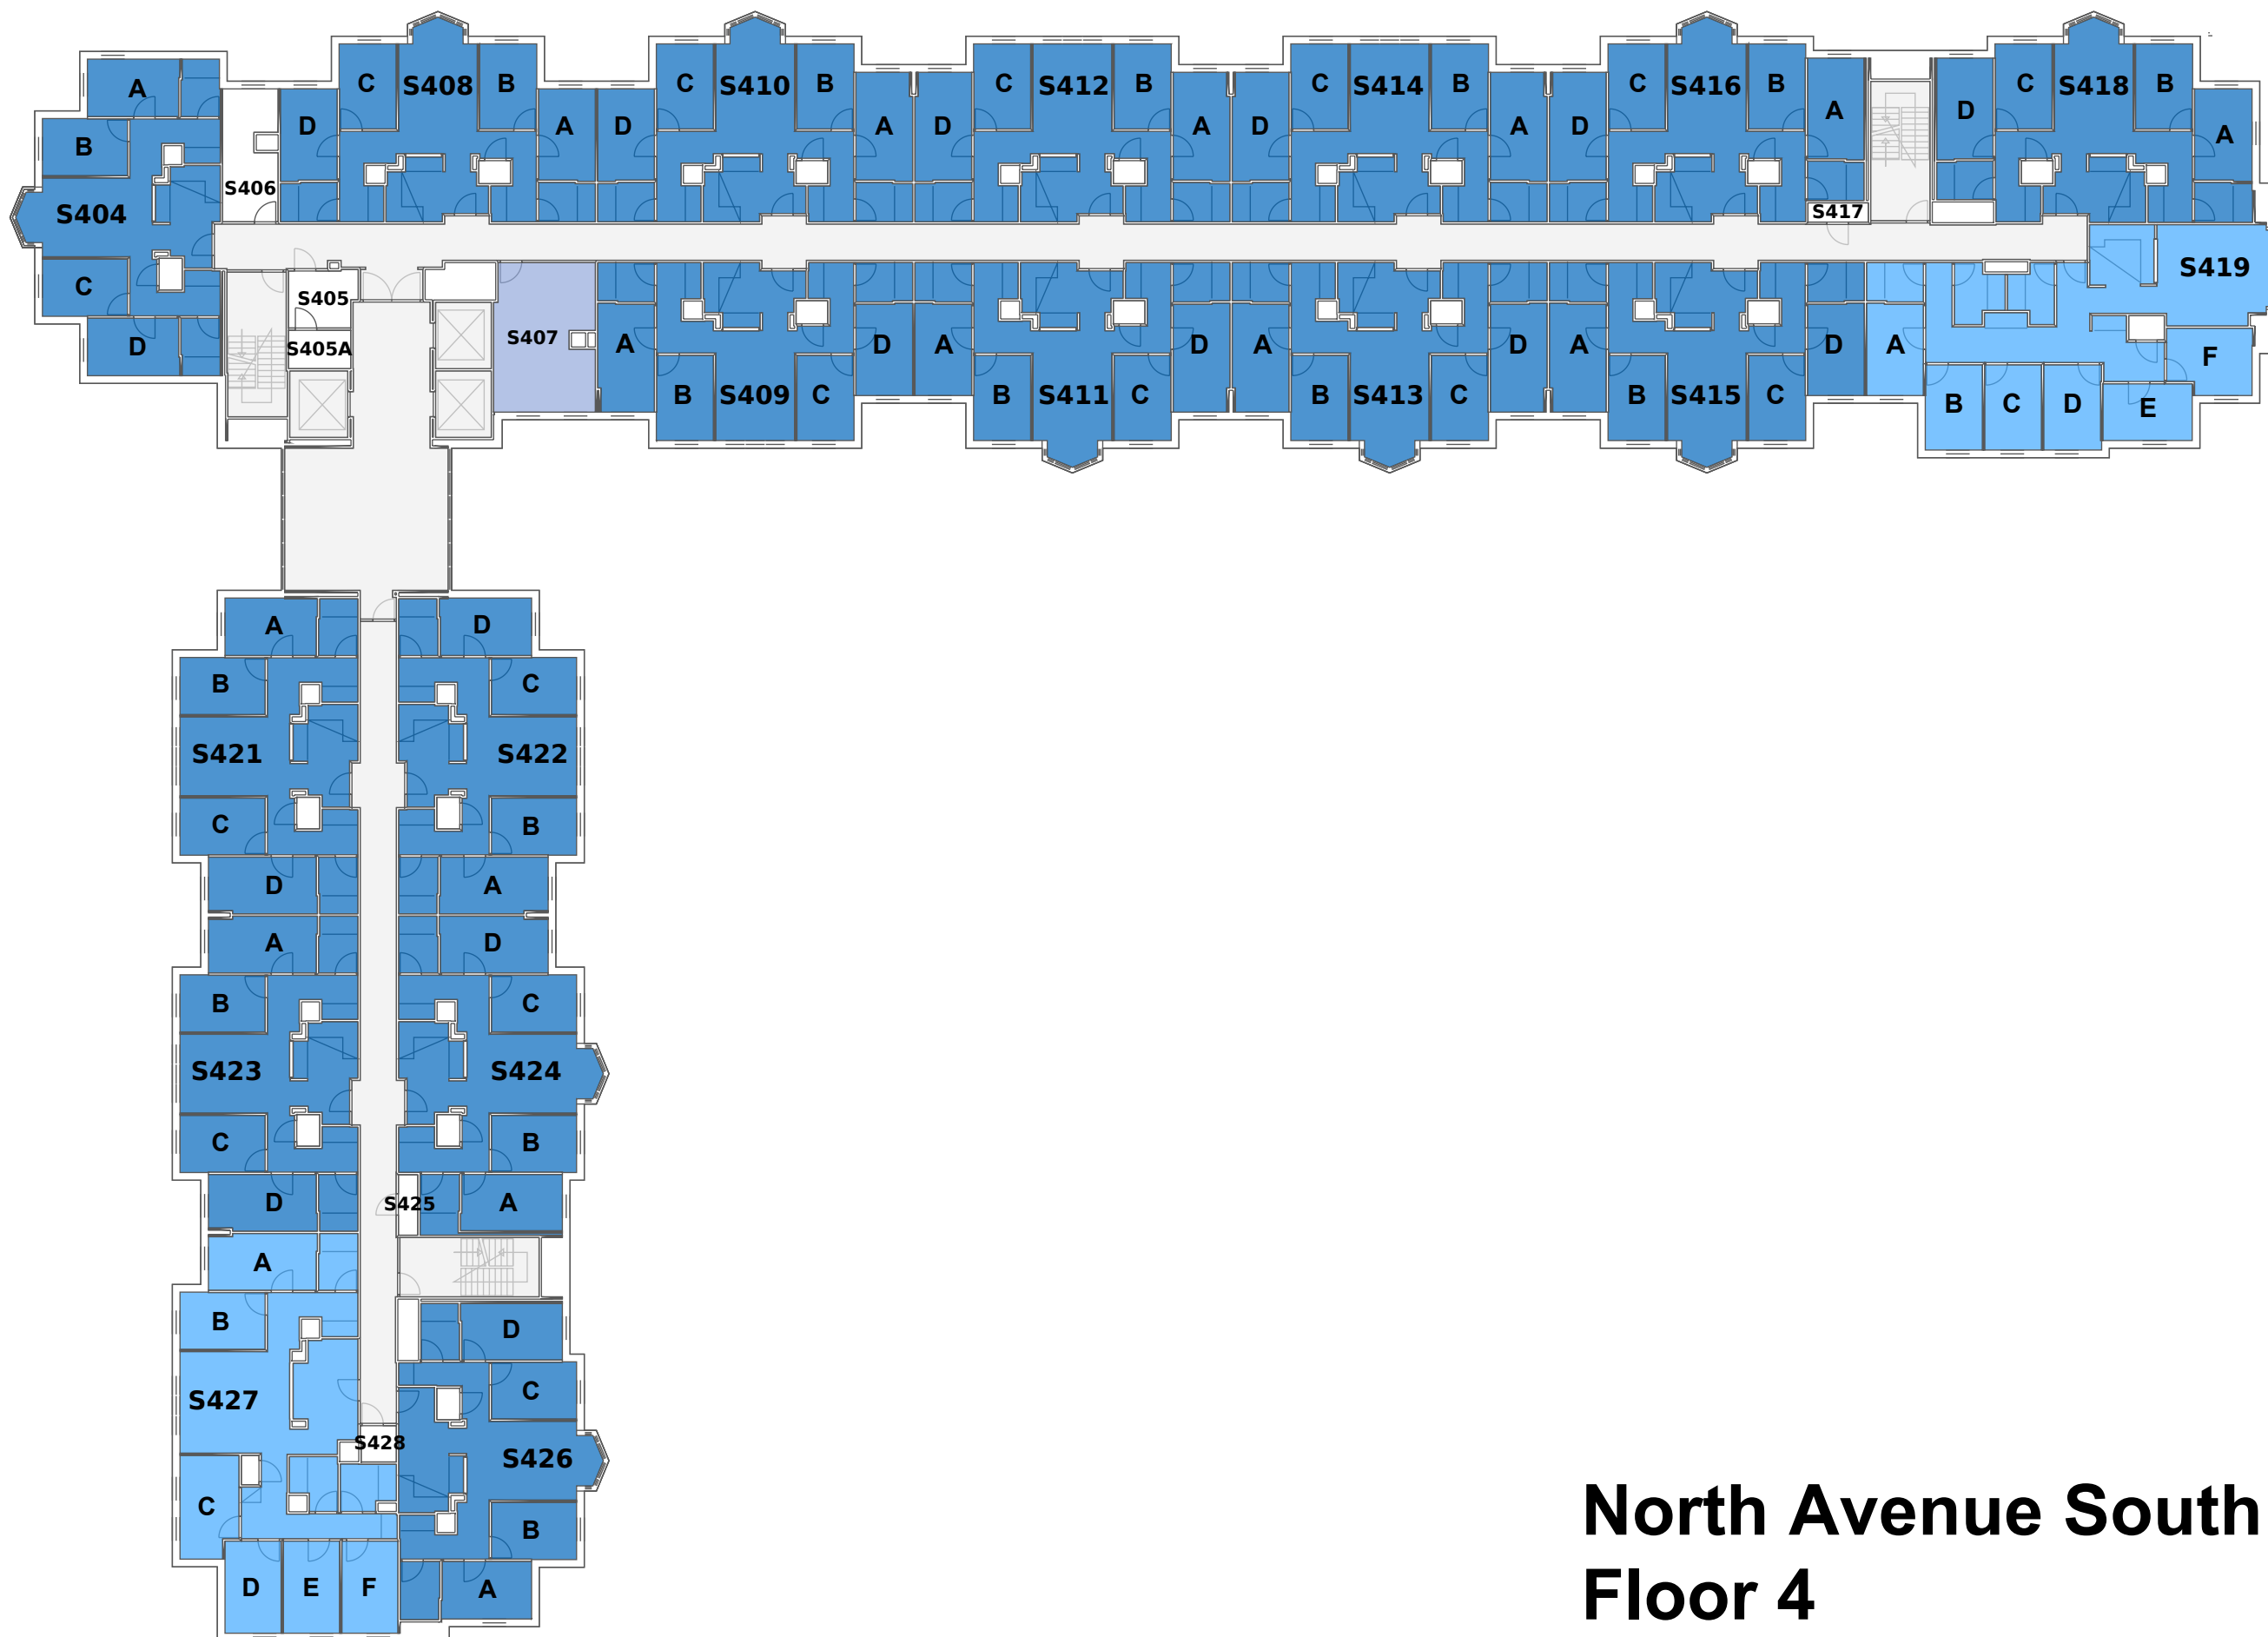 C S408 B
C S410 B
C S412 B
C S414 B
C S416 B
C S418 B
A
D A D A D A D A D A D A
B
S406
S404
S417
C
S419
S405
D S405A S407
A D A D A D A D A F
B S409 C B S411 C B S413 C B S415 C B C D E
A D
B C
S421 S422
C B
D A
A D
B C
S423 S424
C B
D S425 A
A
B D
S427 C
S428
S426
C B
D E F A
North Avenue South
Floor 4